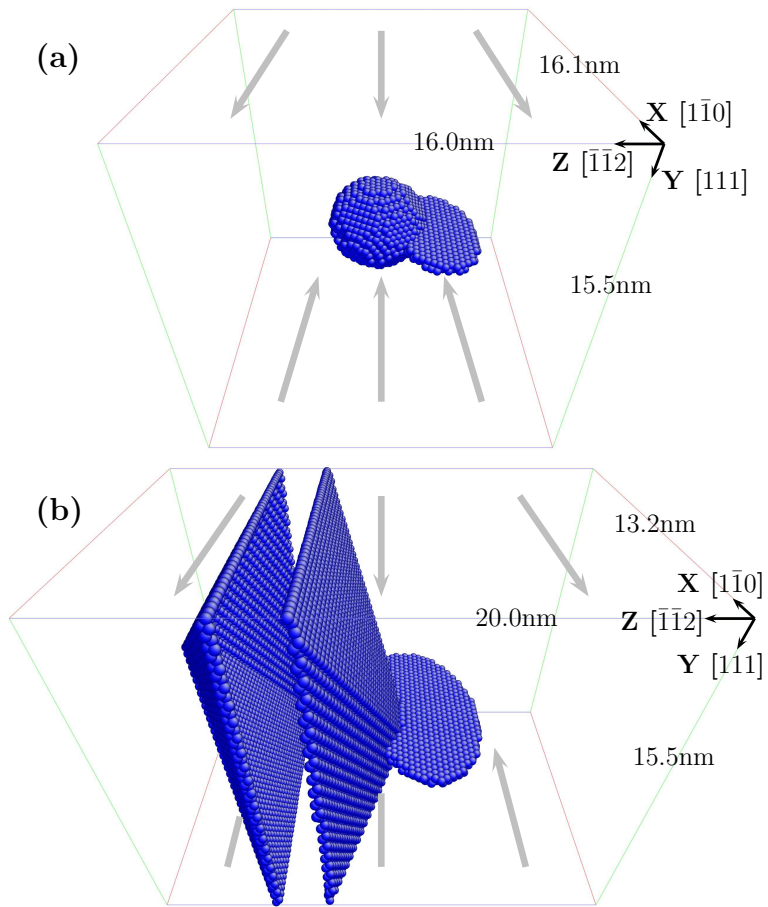 (a)
16.1nm
X [11̄0]
16.0nm
Z [1̄1̄2]
Y [111]
15.5nm
(b)
13.2nm
X [11̄0]
20.0nm
Z [1̄1̄2]
Y [111]
15.5nm